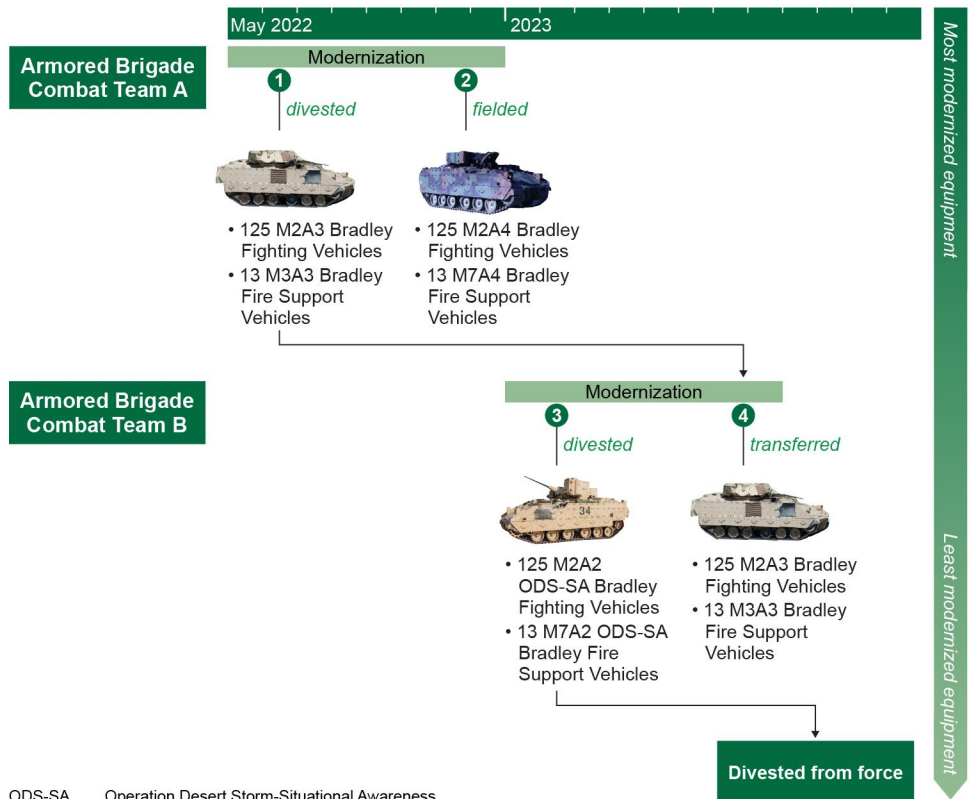 May 2022
2023
Most modernized equipment
Armored Brigade
Combat Team A
Modernization
1
divested
2
fielded
• 125 M2A3 Bradley
Fighting Vehicles
• 13 M3A3 Bradley
Fire Support
Vehicles
• 125 M2A4 Bradley
Fighting Vehicles
• 13 M7A4 Bradley
Fire Support
Vehicles
Armored Brigade
Combat Team B
Modernization
3
divested
4
transferred
34
• 125 M2A2
ODS-SA Bradley
Fighting Vehicles
• 13 M7A2 ODS-SA
Bradley Fire
Support Vehicles
• 125 M2A3 Bradley
Fighting Vehicles
• 13 M3A3 Bradley
Fire Support
Vehicles
Least modernized equipment
Divested from force
ODS-SA Operation Desert Storm-Situational Awareness